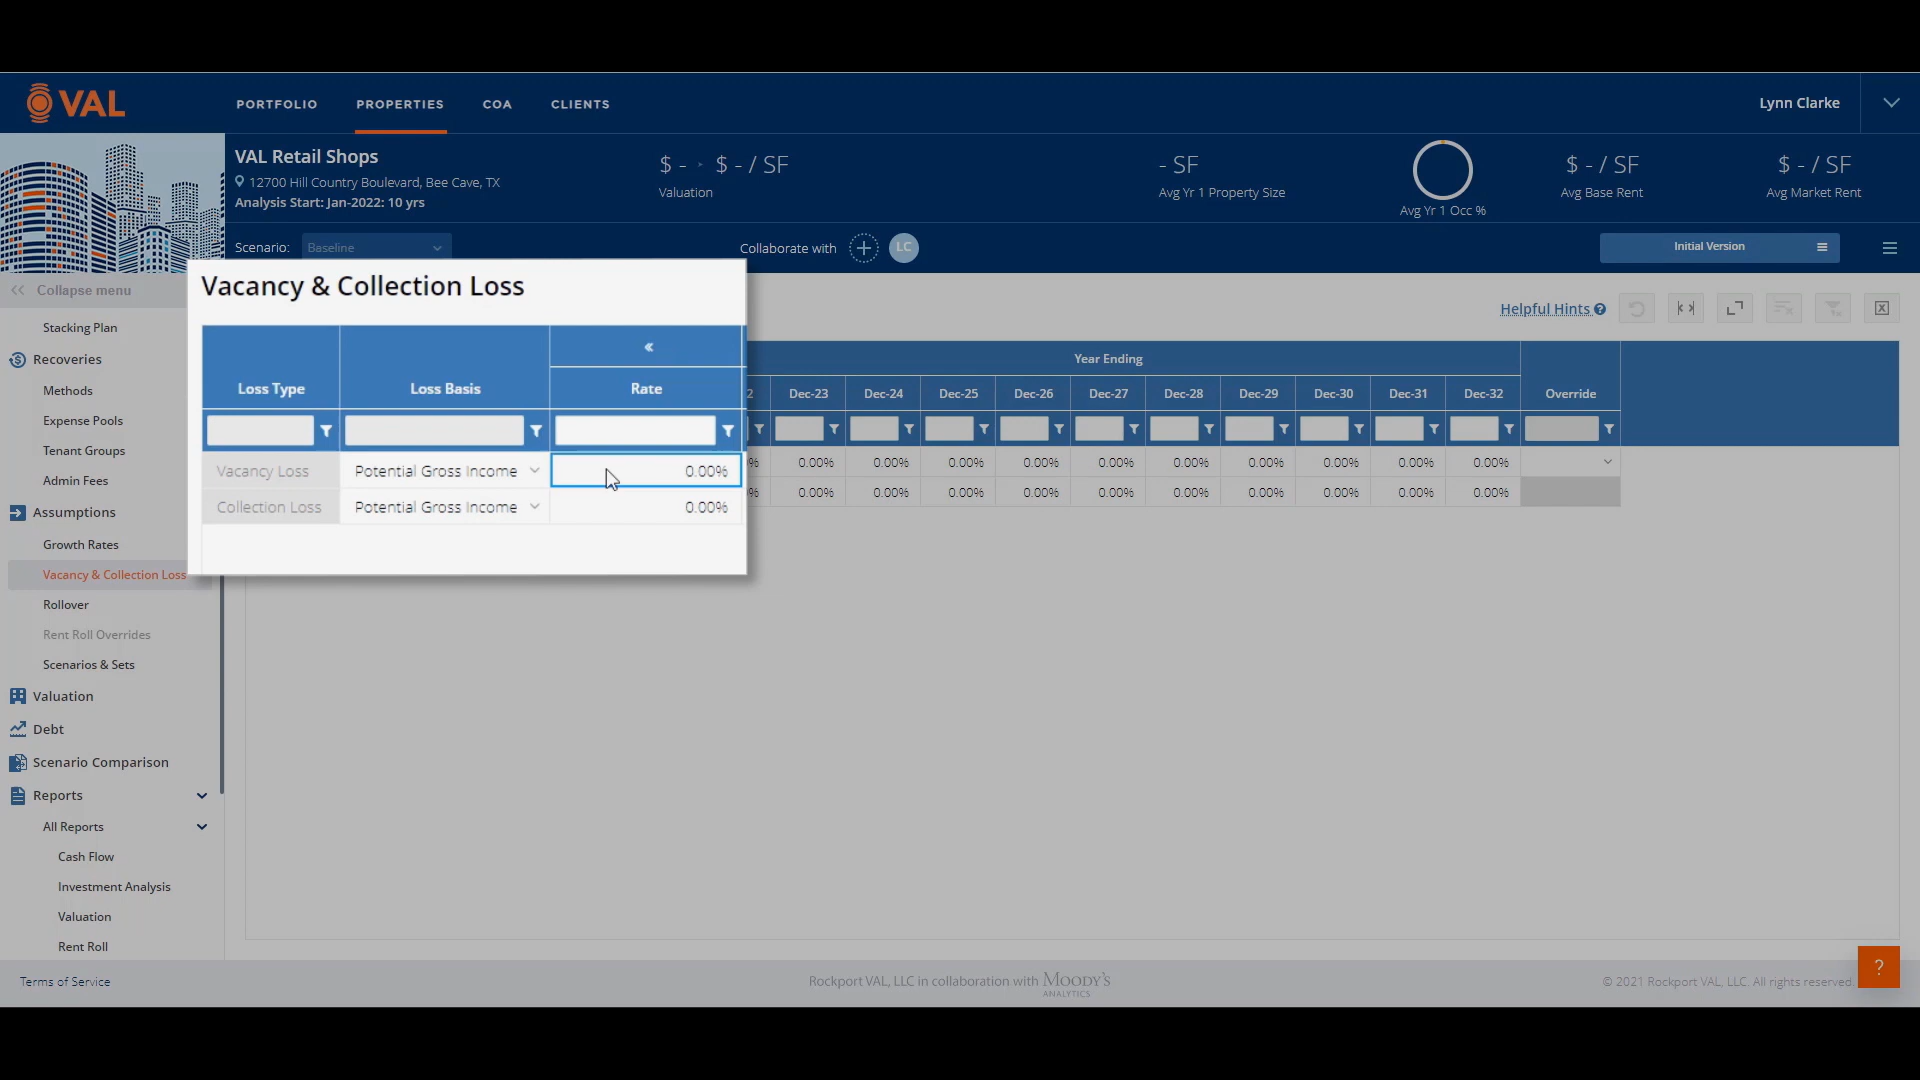 VAL
PORTFOLIO PROPERTIES COA CLIENTS
Lynn Clarke
VAL Retail Shops
12700 Hill Country Boulevard, Bee Cave, TX
Analysis Start: Jan-2022: 10 yrs
$ - $ - / SF
Valuation
- SF
Avg Yr 1 Property Size
Avg Yr 1 Occ %
$ - / SF
Avg Base Rent
$ - / SF
Avg Market Rent
Scenario: Baseline
Collaborate with + LC
Initial Version
Collapse menu
Stacking Plan
Recoveries
Methods
Expense Pools
Tenant Groups
Admin Fees
Assumptions
Growth Rates
Vacancy & Collection Loss
Rollover
Rent Roll Overrides
Scenarios & Sets
Valuation
Debt
Scenario Comparison
Reports
All Reports
Cash Flow
Investment Analysis
Valuation
Rent Roll
Vacancy & Collection Loss
Loss Type Loss Basis Rate
Vacancy Loss Potential Gross Income 0.00%
Collection Loss Potential Gross Income 0.00%
Helpful Hints ?
Year Ending
2 Dec-23 Dec-24 Dec-25 Dec-26 Dec-27 Dec-28 Dec-29 Dec-30 Dec-31 Dec-32 Override
% 0.00% 0.00% 0.00% 0.00% 0.00% 0.00% 0.00% 0.00% 0.00% 0.00%
% 0.00% 0.00% 0.00% 0.00% 0.00% 0.00% 0.00% 0.00% 0.00% 0.00%
Terms of Service
Rockport VAL, LLC in collaboration with MOODY'S
ANALYTICS
© 2021 Rockport VAL, LLC. All rights reserved.
?